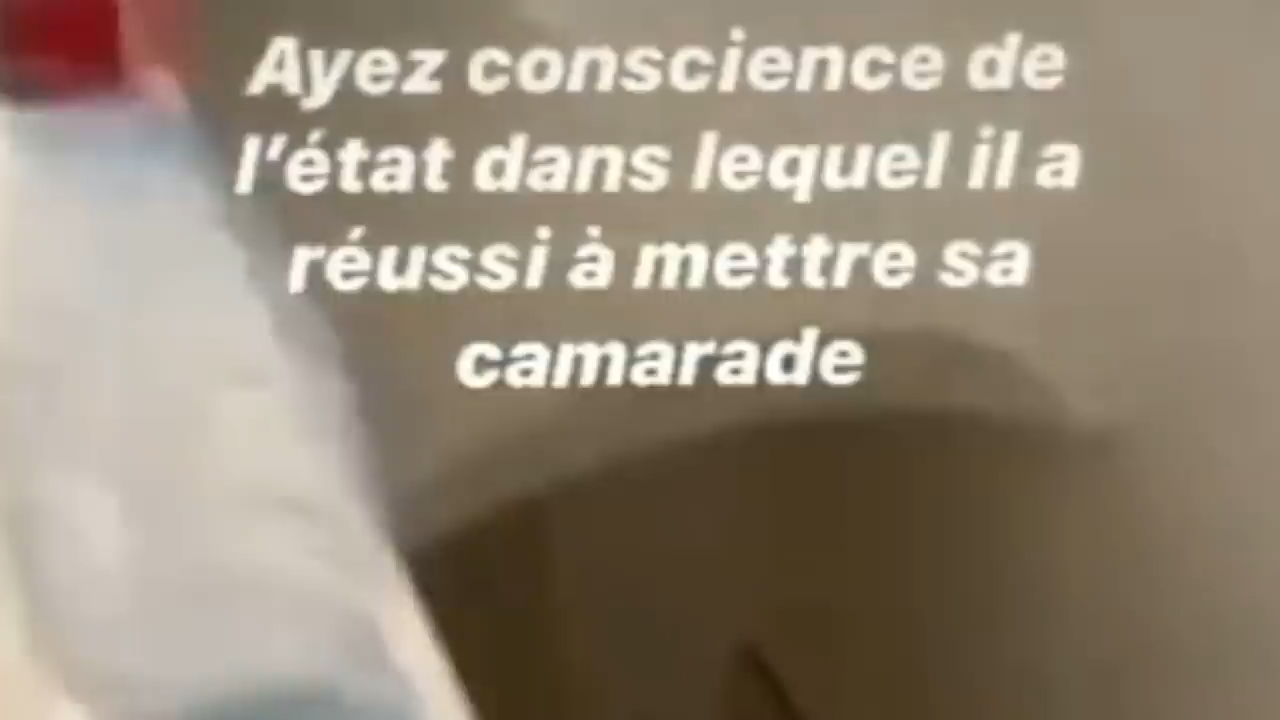 Ayez conscience de
l'état dans lequel il a
réussi à mettre sa
camarade